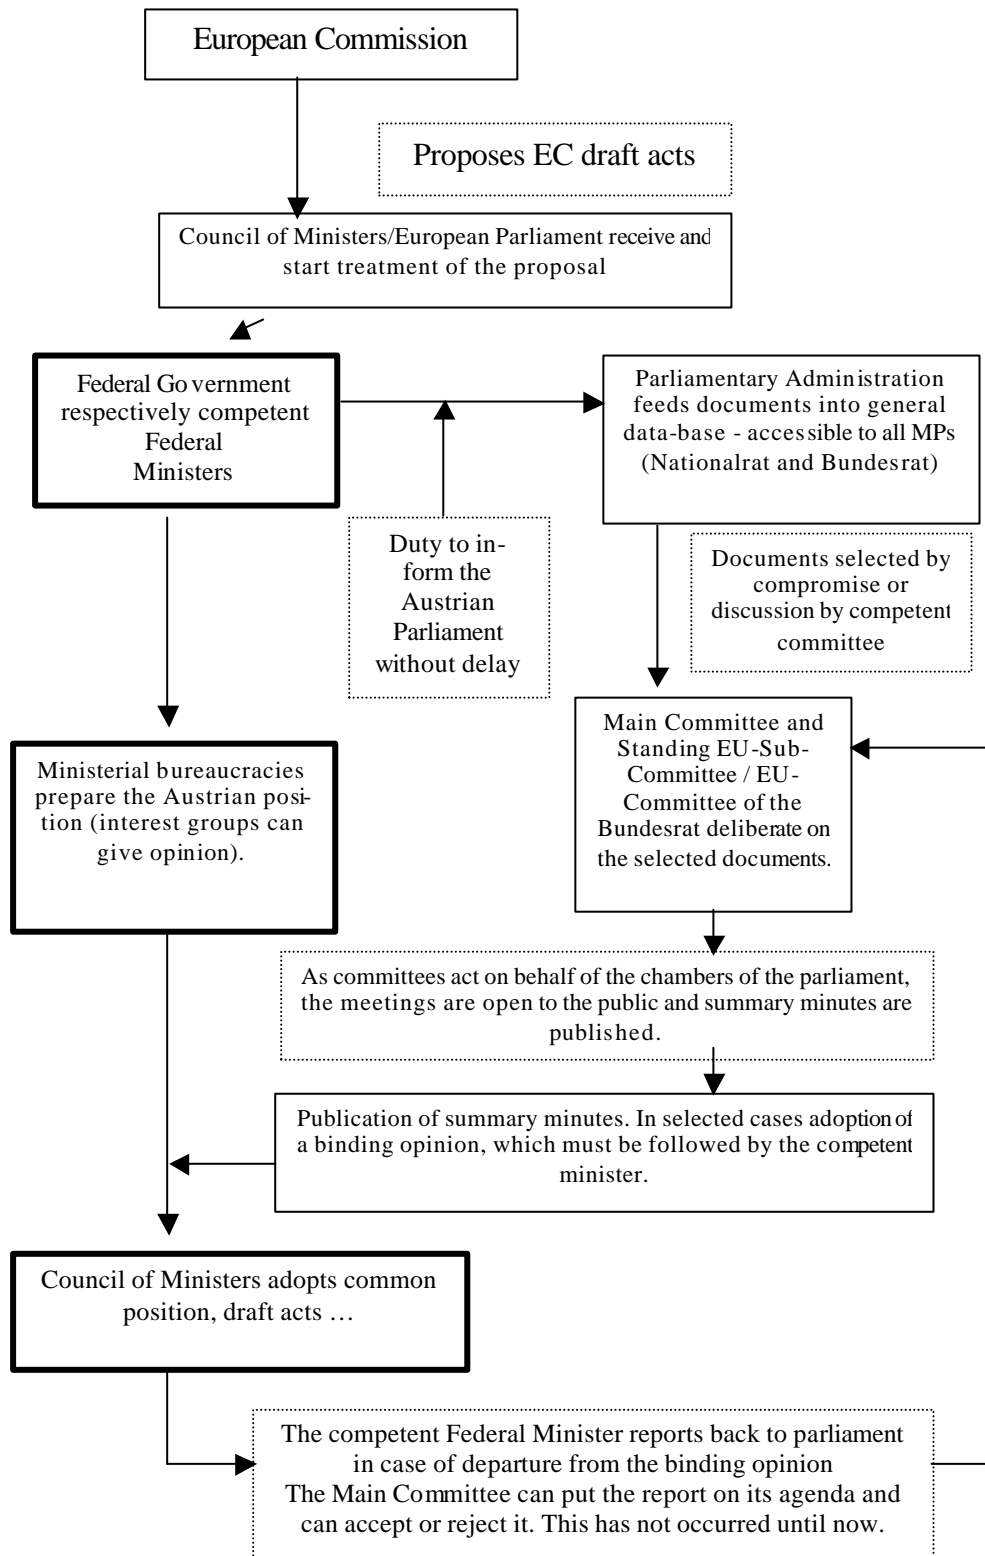 European Commission
Proposes EC draft acts
Council of Ministers/European Parliament receive and
start treatment of the proposal
Federal Government
respectively competent
Federal
Ministers
Parliamentary Administration
feeds documents into general
data-base - accessible to all MPs
(Nationalrat and Bundesrat)
Duty to in-
form the
Austrian
Parliament
without delay
Documents selected by
compromise or
discussion by competent
committee
Main Committee and
Standing EU-Sub-
Committee / EU-
Committee of the
Bundesrat deliberate on
the selected documents.
Ministerial bureaucracies
prepare the Austrian posi-
tion (interest groups can
give opinion).
As committees act on behalf of the chambers of the parliament,
the meetings are open to the public and summary minutes are
published.
Publication of summary minutes. In selected cases adoption of
a binding opinion, which must be followed by the competent
minister.
Council of Ministers adopts common
position, draft acts …
The competent Federal Minister reports back to parliament
in case of departure from the binding opinion
The Main Committee can put the report on its agenda and
can accept or reject it. This has not occurred until now.